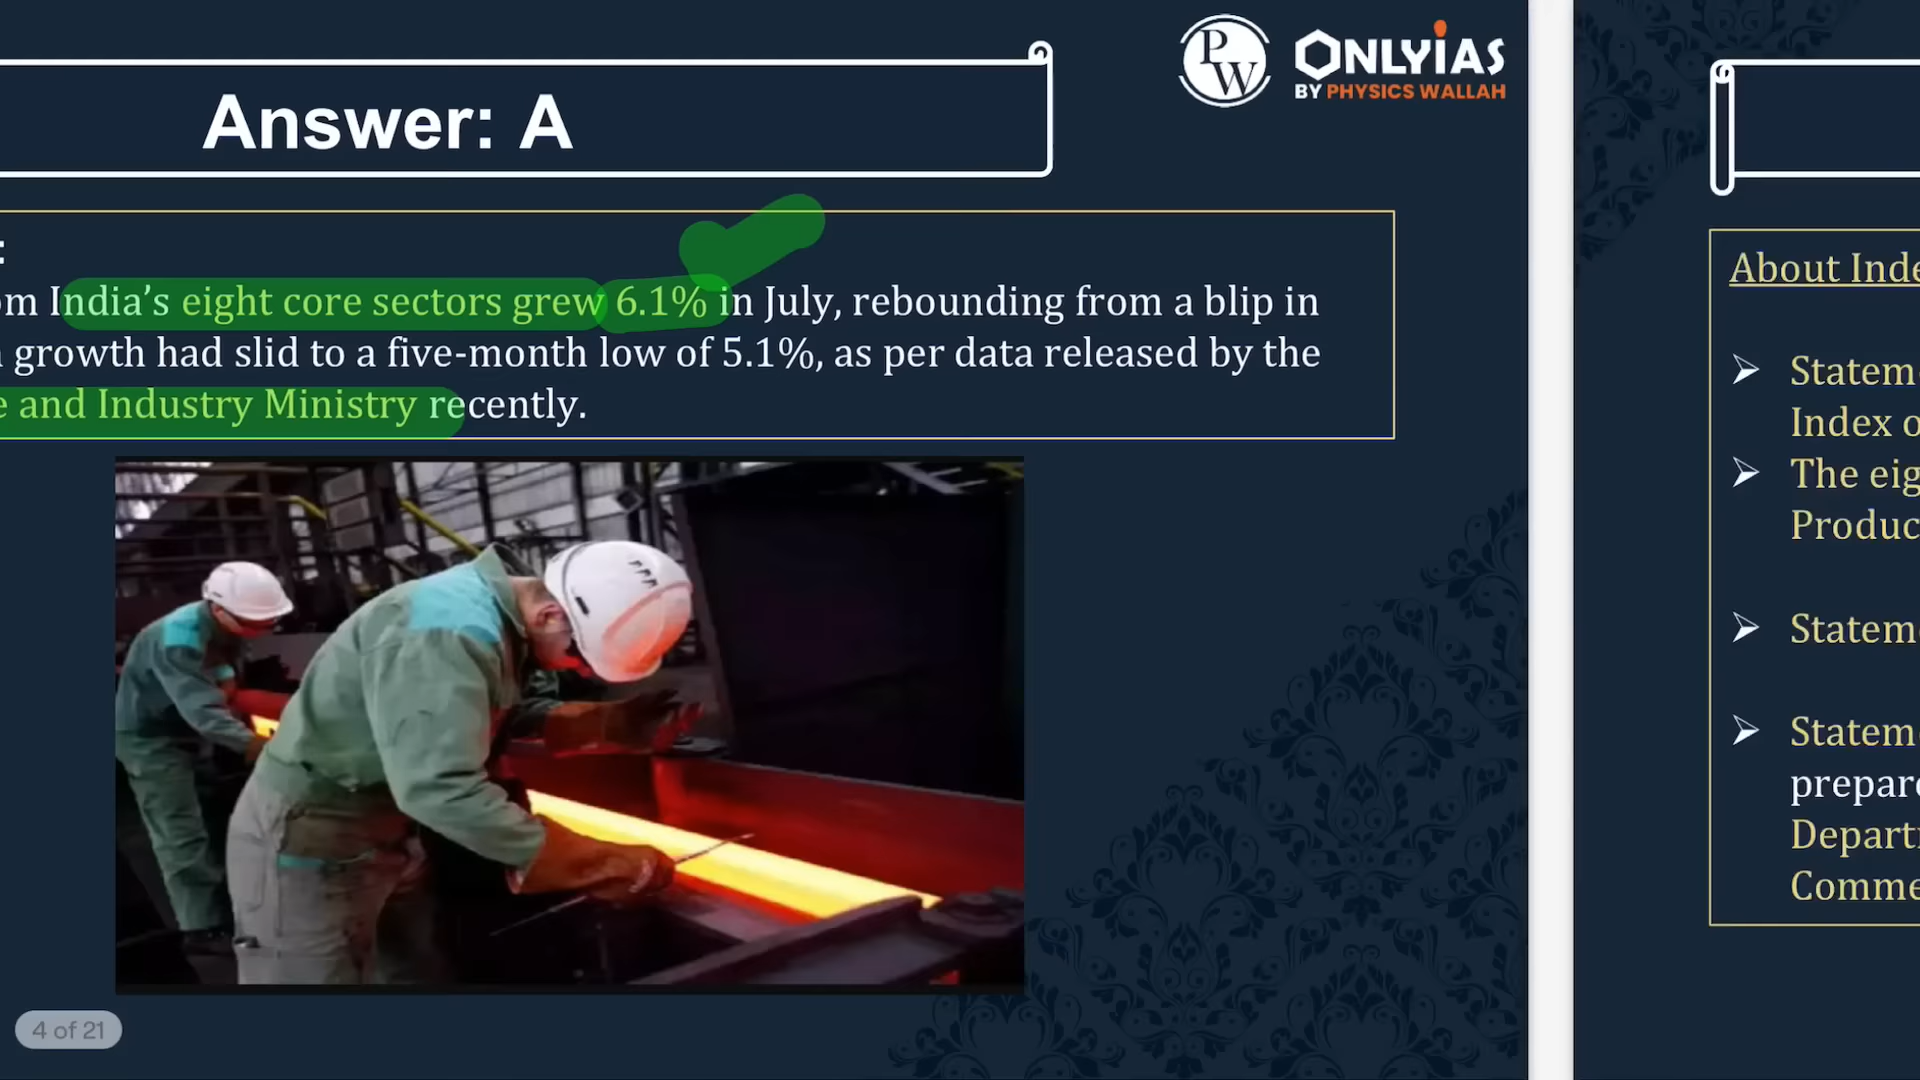 PW
ONLYIAS
BY PHYSICS WALLAH
Answer: A
:
om India’s eight core sectors grew 6.1% in July, rebounding from a blip in
growth had slid to a five-month low of 5.1%, as per data released by the
e and Industry Ministry recently.
4 of 21
About Inde
Statem
Index o
The eig
Produc
Statem
Statem
prepar
Depart
Comme